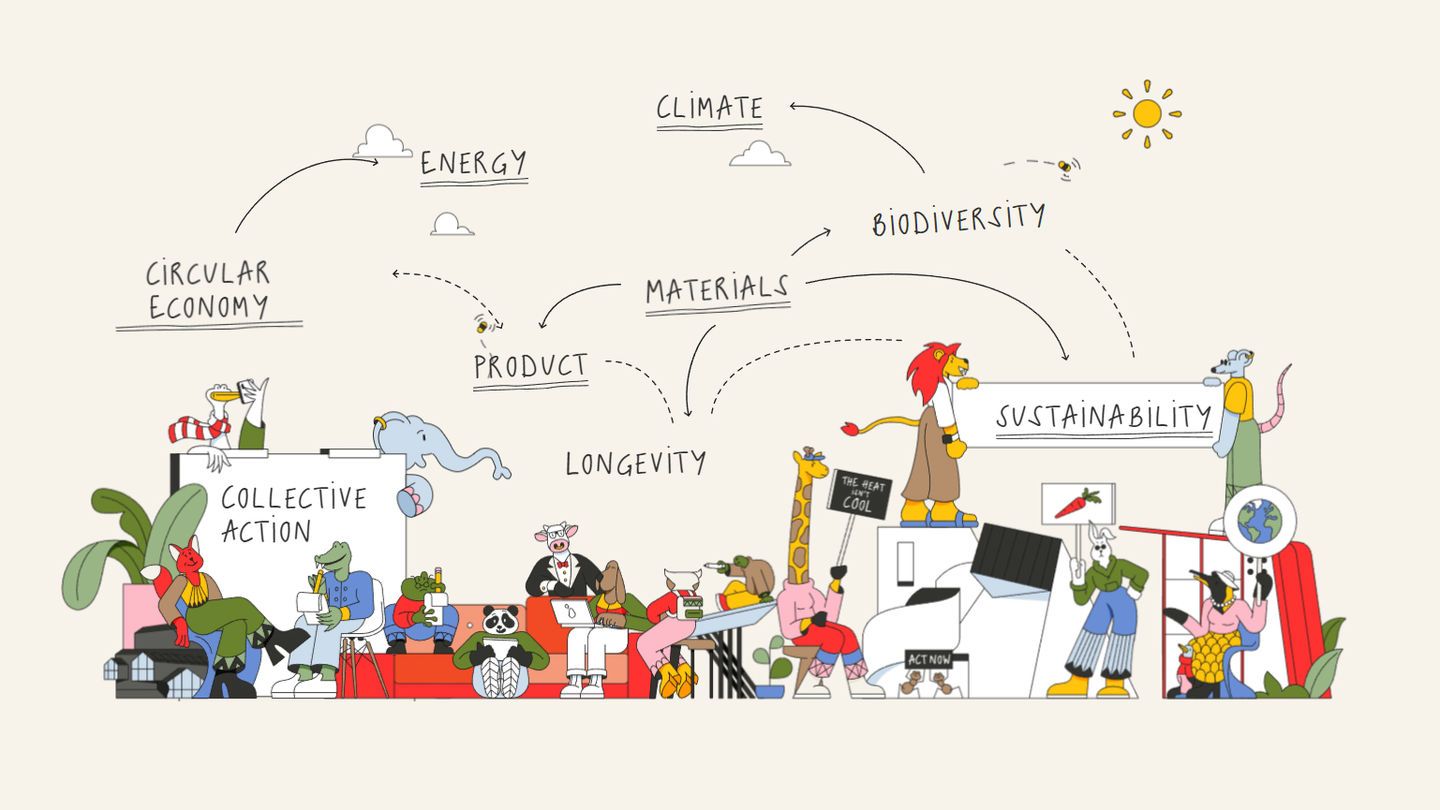 CLIMATE
ENERGY
BIODIVERSITY
CIRCULAR
ECONOMY
MATERIALS
PRODUCT
SUSTAINABILITY
LONGEVITY
COLLECTIVE
ACTION
THE HEAT
ISN'T
COOL
ACT NOW